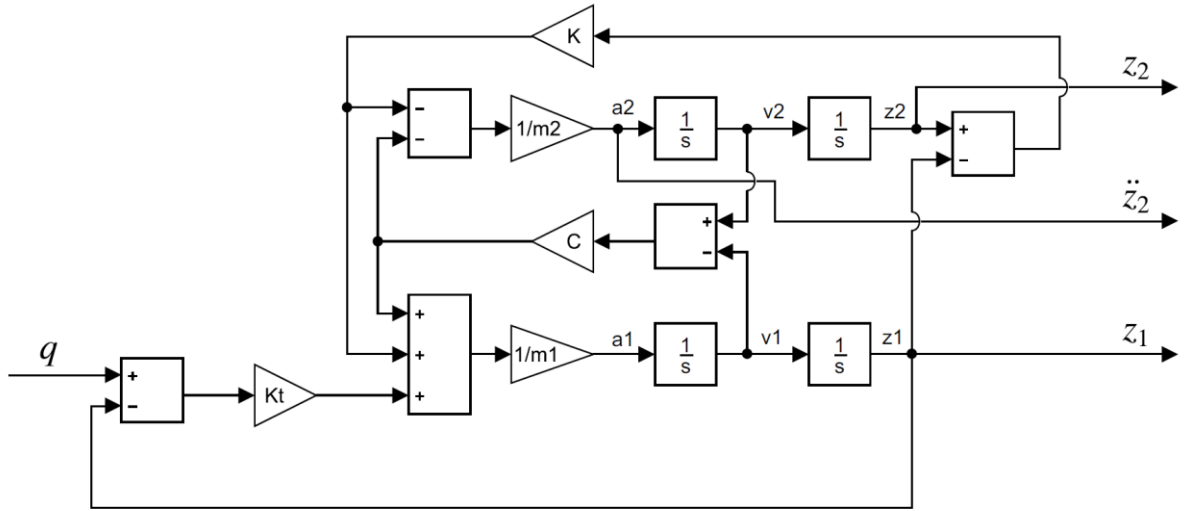 K
z₂
- 1/m2 a2 1/s v2 1/s z2 +
- -
z̈₂
+
C -
+ 1/m1 a1 1/s v1 1/s z1 z₁
q +
+ Kt +
-